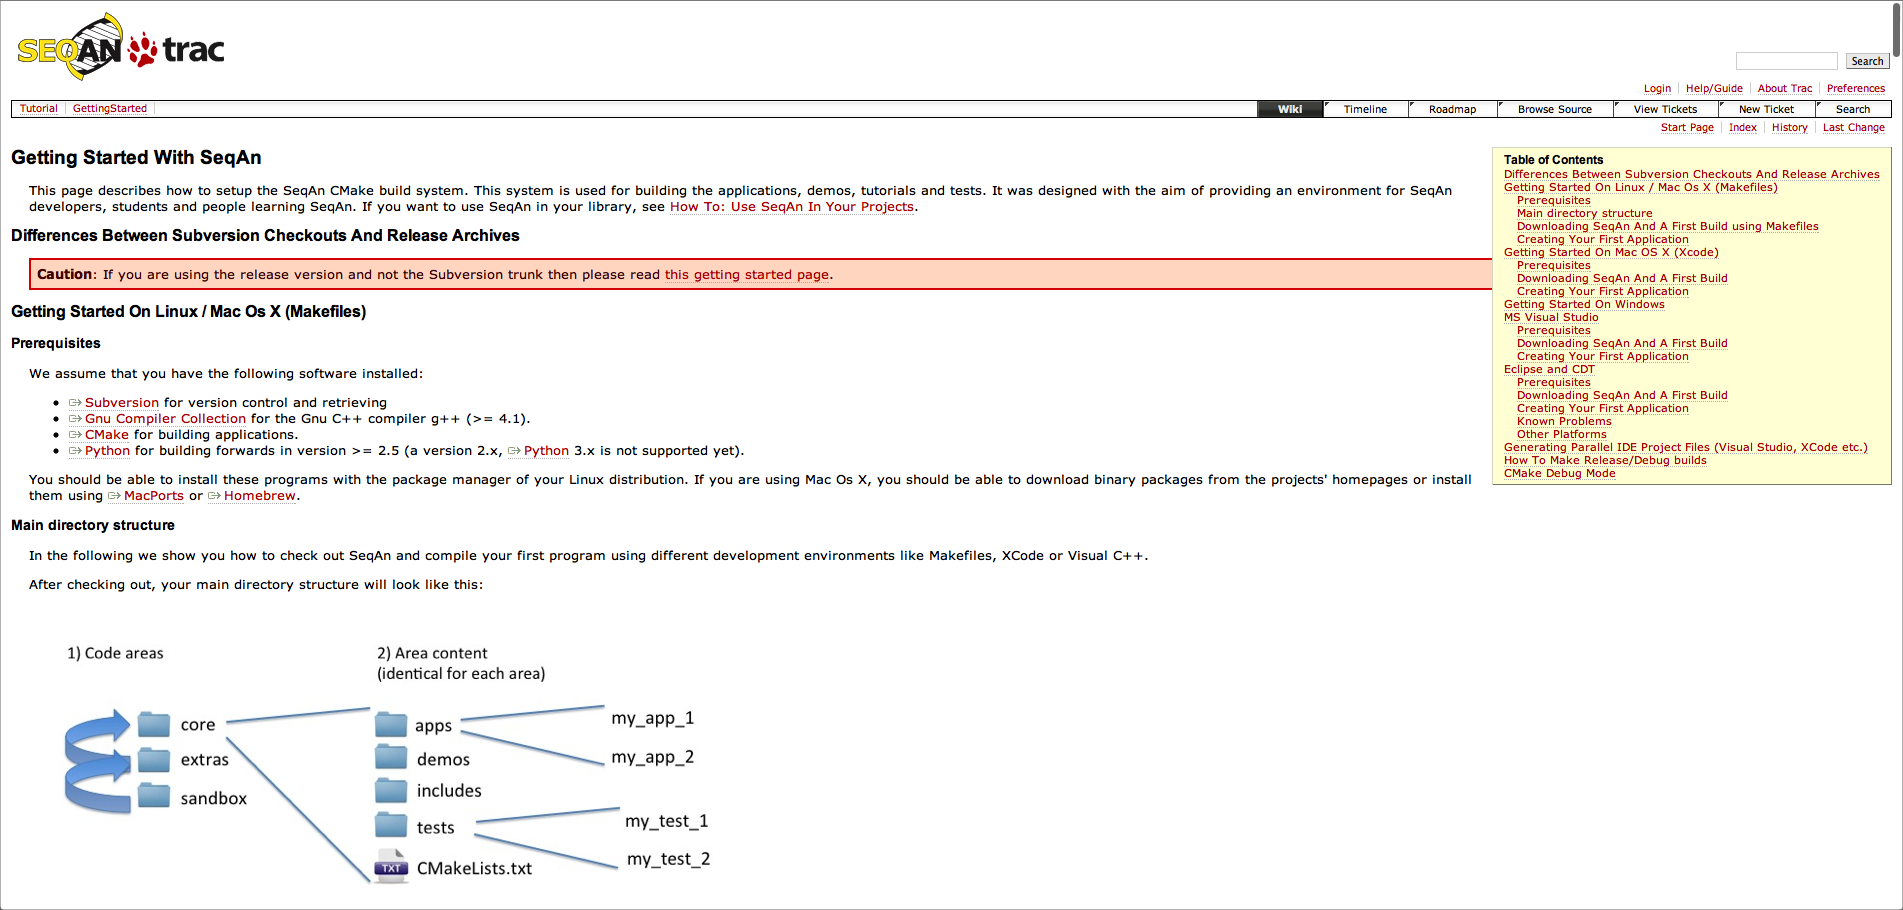 SEQAN trac
Search
Login Help/Guide About Trac Preferences
Tutorial GettingStarted
Wiki Timeline Roadmap Browse Source View Tickets New Ticket Search
Start Page Index History Last Change
Getting Started With SeqAn
This page describes how to setup the SeqAn CMake build system. This system is used for building the applications, demos, tutorials and tests. It was designed with the aim of providing an environment for SeqAn
developers, students and people learning SeqAn. If you want to use SeqAn in your library, see How To: Use SeqAn In Your Projects.
Differences Between Subversion Checkouts And Release Archives
Caution: If you are using the release version and not the Subversion trunk then please read this getting started page.
Getting Started On Linux / Mac Os X (Makefiles)
Prerequisites
We assume that you have the following software installed:
• Subversion for version control and retrieving
• Gnu Compiler Collection for the Gnu C++ compiler g++ (>= 4.1).
• CMake for building applications.
• Python for building forwards in version >= 2.5 (a version 2.x, Python 3.x is not supported yet).
You should be able to install these programs with the package manager of your Linux distribution. If you are using Mac Os X, you should be able to download binary packages from the projects' homepages or install
them using MacPorts or Homebrew.
Main directory structure
In the following we show you how to check out SeqAn and compile your first program using different development environments like Makefiles, XCode or Visual C++.
After checking out, your main directory structure will look like this:
Table of Contents
Differences Between Subversion Checkouts And Release Archives
Getting Started On Linux / Mac Os X (Makefiles)
Prerequisites
Main directory structure
Downloading SeqAn And A First Build using Makefiles
Creating Your First Application
Getting Started On Mac OS X (Xcode)
Prerequisites
Downloading SeqAn And A First Build
Creating Your First Application
Getting Started On Windows
MS Visual Studio
Prerequisites
Downloading SeqAn And A First Build
Creating Your First Application
Eclipse and CDT
Prerequisites
Downloading SeqAn And A First Build
Creating Your First Application
Known Problems
Other Platforms
Generating Parallel IDE Project Files (Visual Studio, XCode etc.)
How To Make Release/Debug builds
CMake Debug Mode
1) Code areas
core
extras
sandbox
2) Area content
(identical for each area)
apps
demos
includes
tests
TXT CMakeLists.txt
my_app_1
my_app_2
my_test_1
my_test_2